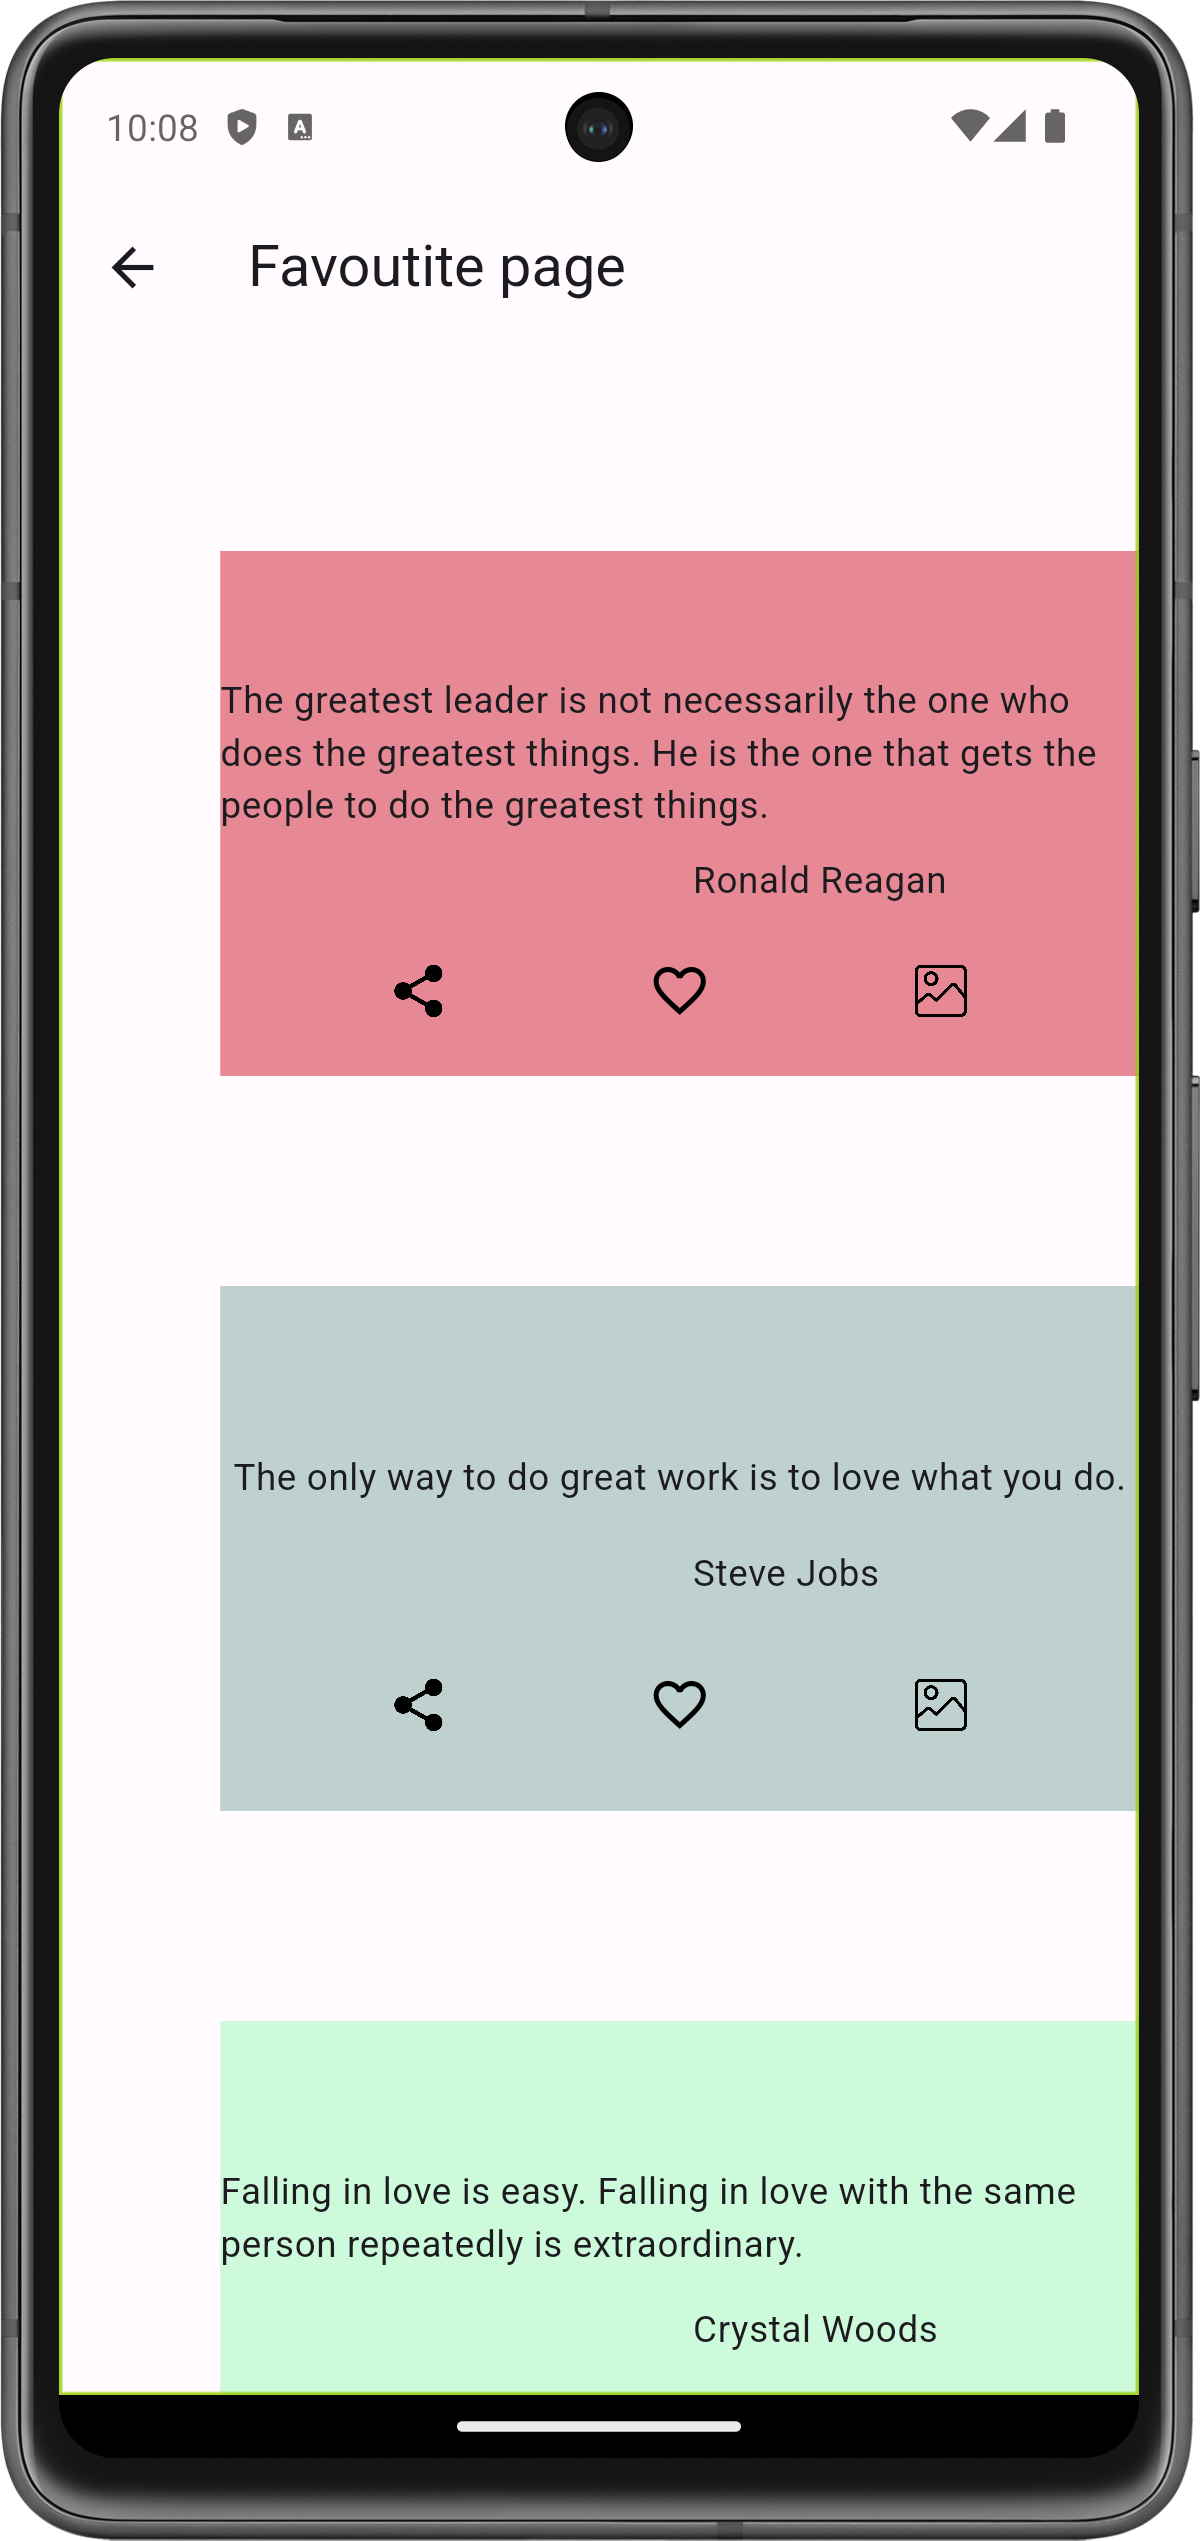 10:08
Favoutite page
The greatest leader is not necessarily the one who
does the greatest things. He is the one that gets the
people to do the greatest things.
Ronald Reagan
The only way to do great work is to love what you do.
Steve Jobs
Falling in love is easy. Falling in love with the same
person repeatedly is extraordinary.
Crystal Woods